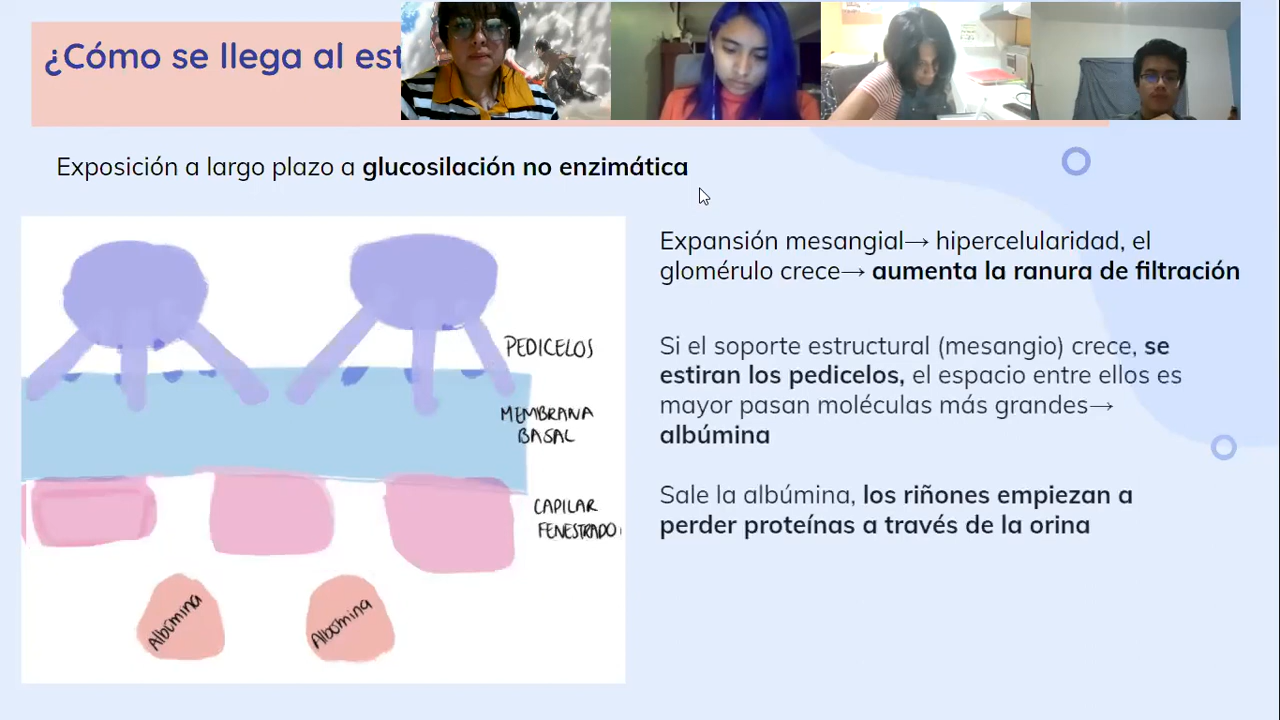 ¿Cómo se llega al est
Exposición a largo plazo a glucosilación no enzimática
Expansión mesangial→ hipercelularidad, el
glomérulo crece→ aumenta la ranura de filtración
Si el soporte estructural (mesangio) crece, se
estiran los pedicelos, el espacio entre ellos es
mayor pasan moléculas más grandes→
albúmina
Sale la albúmina, los riñones empiezan a
perder proteínas a través de la orina
PEDICELOS
MEMBRANA
BASAL
CAPILAR
FENESTRADO
Albúmina
Albúmina